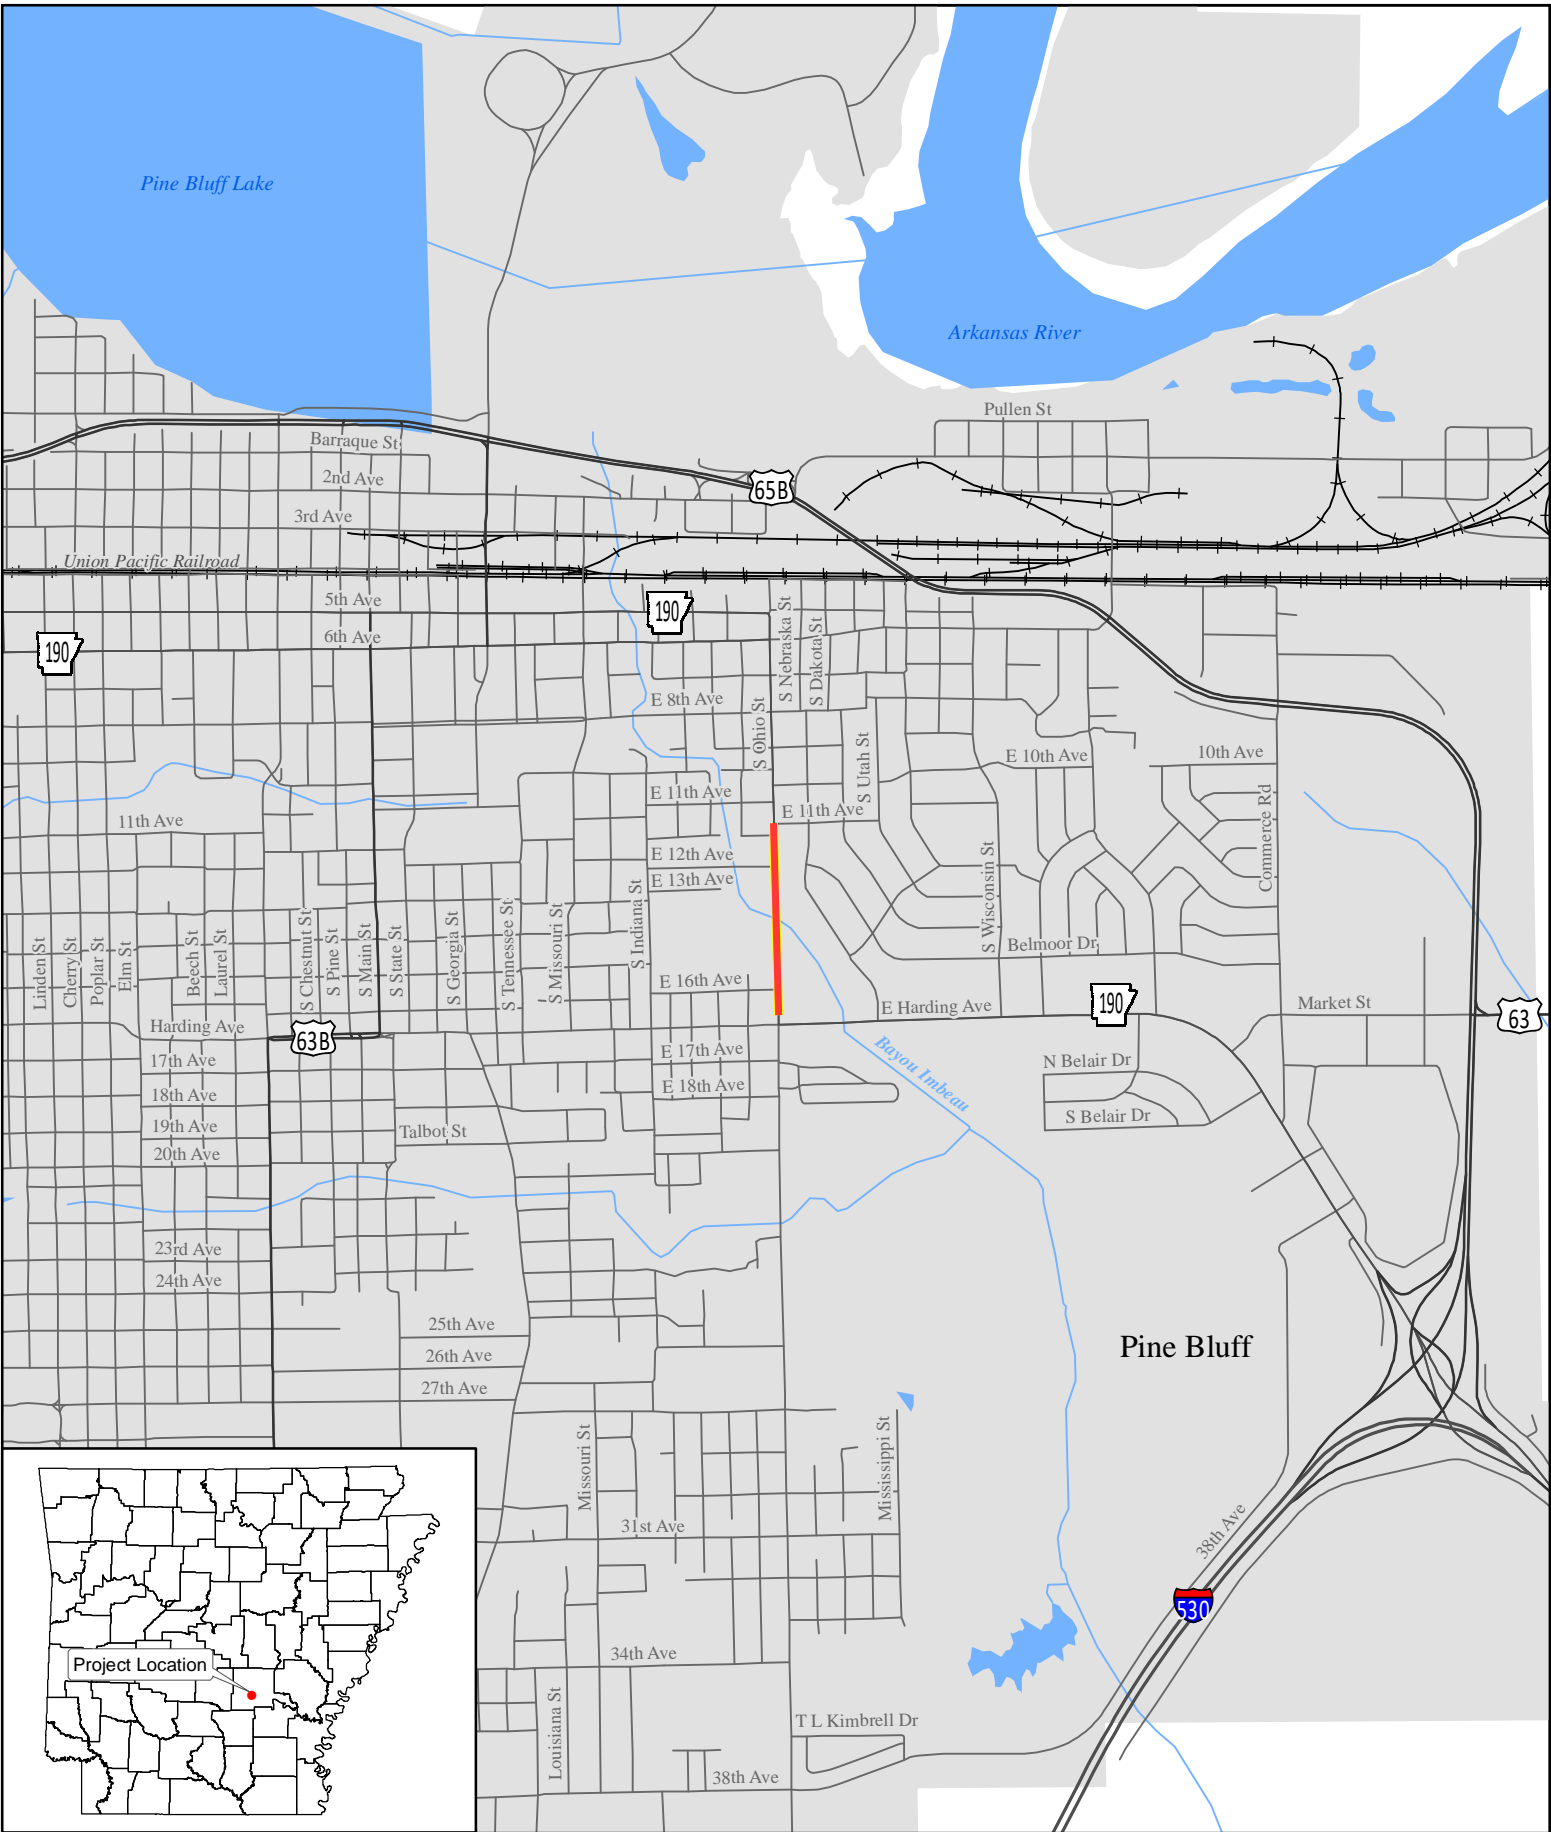 Pine Bluff Lake
Arkansas River
Pullen St
Barraque St
2nd Ave
65B
3rd Ave
Union Pacific Railroad
5th Ave
190
6th Ave
190
S Nebraska St
S Dakota St
E 8th Ave
S Ohio St
S Utah St
E 10th Ave
10th Ave
E 11th Ave
E 11th Ave
11th Ave
Commerce Rd
E 12th Ave
E 13th Ave
S Wisconsin St
Linden St
Cherry St
Poplar St
Elm St
Beech St
Laurel St
S Chestnut St
S Pine St
S Main St
S State St
S Georgia St
S Tennessee St
S Missouri St
S Indiana St
Belmoor Dr
E 16th Ave
E Harding Ave
190
Market St
63
Harding Ave
63B
17th Ave
E 17th Ave
Bayou Imbeau
N Belair Dr
18th Ave
E 18th Ave
S Belair Dr
19th Ave
Talbot St
20th Ave
23rd Ave
24th Ave
25th Ave
26th Ave
27th Ave
Pine Bluff
Missouri St
Mississippi St
31st Ave
38th Ave
530
34th Ave
Project Location
Louisiana St
T L Kimbrell Dr
38th Ave